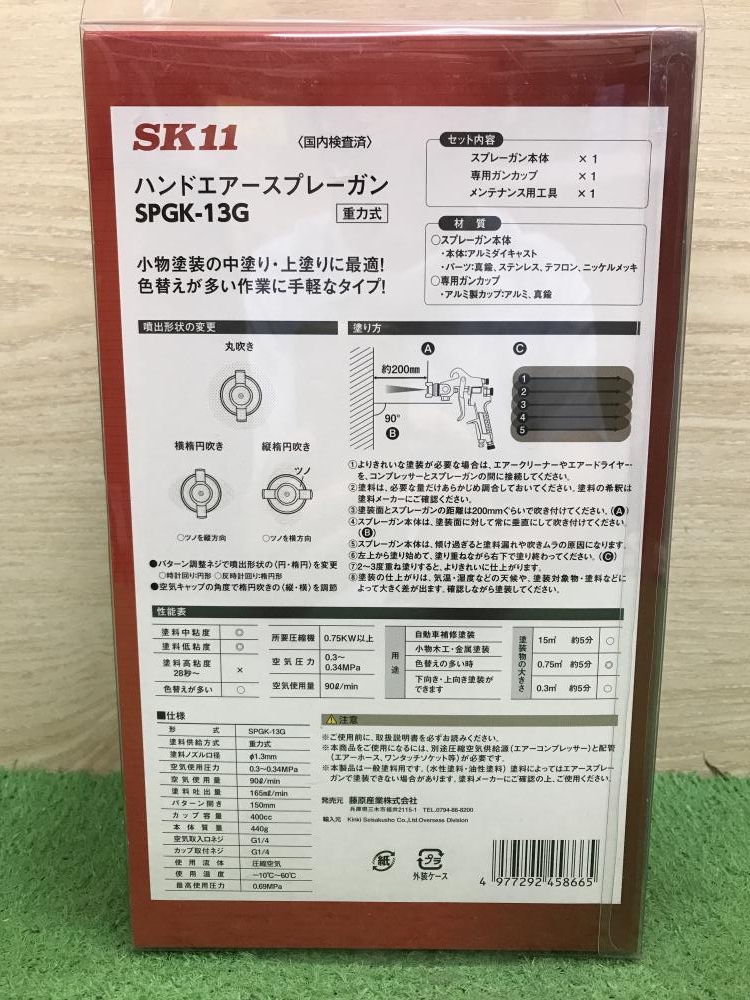 SK11
〈国内検査済〉
ハンドエアースプレーガン
SPGK-13G
重力式
小物塗装の中塗り・上塗りに最適!
色替えが多い作業に手軽なタイプ!
セット内容
スプレーガン本体 ×1
専用ガンカップ ×1
メンテナンス用工具 ×1
材質
○スプレーガン本体
・本体:アルミダイキャスト
・パーツ:真鍮、ステンレス、テフロン、ニッケルメッキ
○専用ガンカップ
・アルミ製カップ:アルミ、真鍮
噴出形状の変更
丸吹き
横楕円吹き 縦楕円吹き
ツノ
○ツノを縦方向 ○ツノを横方向
●パターン調整ネジで噴出形状の(円・楕円)を変更
○時計回り:円形 ○反時計回り:楕円形
●空気キャップの角度で楕円吹きの(縦・横)を調節
塗り方
A
C
約200mm
90°
B
1
2
3
4
5
①よりきれいな塗装が必要な場合は、エアークリーナーやエアードライヤー
を、コンプレッサーとスプレーガンの間に接続してください。
②塗料は、必要な量だけあらかじめ調合しておいてください。塗料の希釈は
塗料メーカーにご確認ください。
③塗装面とスプレーガンの距離は200mmぐらいで吹き付けてください。(A)
④スプレーガン本体は、塗装面に対して常に垂直にして吹き付けてください。
(B)
⑤スプレーガン本体は、傾け過ぎると塗料漏れや吹きムラの原因になります。
⑥左上から塗り始めて、塗り重ねながら右下で塗り終わってください。(C)
⑦2〜3度重ね塗りすると、よりきれいに仕上がります。
⑧塗装の仕上がりは、気温・湿度などの天候や、塗装対象物・塗料などに
よって大きく差が出ます。確認しながら塗装してください。
性能表
塗料中粘度 ◎
塗料低粘度 ◎
塗料高粘度 28秒〜 ×
色替えが多い ○
所要圧縮機 0.75KW以上
空気圧力 0.3〜0.34MPa
空気使用量 90ℓ/min
用途
自動車補修塗装
小物木工・金属塗装
色替えの多い時
下向き・上向き塗装ができます
塗装物の大きさ
15㎡ 約5分 ○
0.75㎡ 約5分 ◎
0.3㎡ 約5分 ○
■仕様
形式 SPGK-13G
塗料供給方式 重力式
塗料ノズル口径 φ1.3mm
空気使用圧力 0.3〜0.34MPa
空気使用量 90ℓ/min
塗料吐出量 165mℓ/min
パターン開き 150mm
カップ容量 400cc
本体質量 440g
空気取入口ネジ G1/4
カップ取付ネジ G1/4
使用流体 圧縮空気
使用温度 −10℃〜60℃
最高使用圧力 0.69MPa
注意
※ご使用前に、取扱説明書を必ずお読みください。
※本商品をご使用になるには、別途圧縮空気供給源(エアーコンプレッサー)と配管
(エアーホース、ワンタッチソケット等)が必要です。
※本製品は一般塗料用です。(水性塗料・油性塗料) 塗料によってはエアースプレー
ガンで塗装できない場合があります。塗料メーカーに確認の上、ご使用ください。
発売元 藤原産業株式会社
兵庫県三木市福井2115-1 TEL.0794-86-8200
輸入元 Kinki Seisakusho Co.,Ltd.Overseas Division
紙
プラ
外装ケース
4 977292 458665